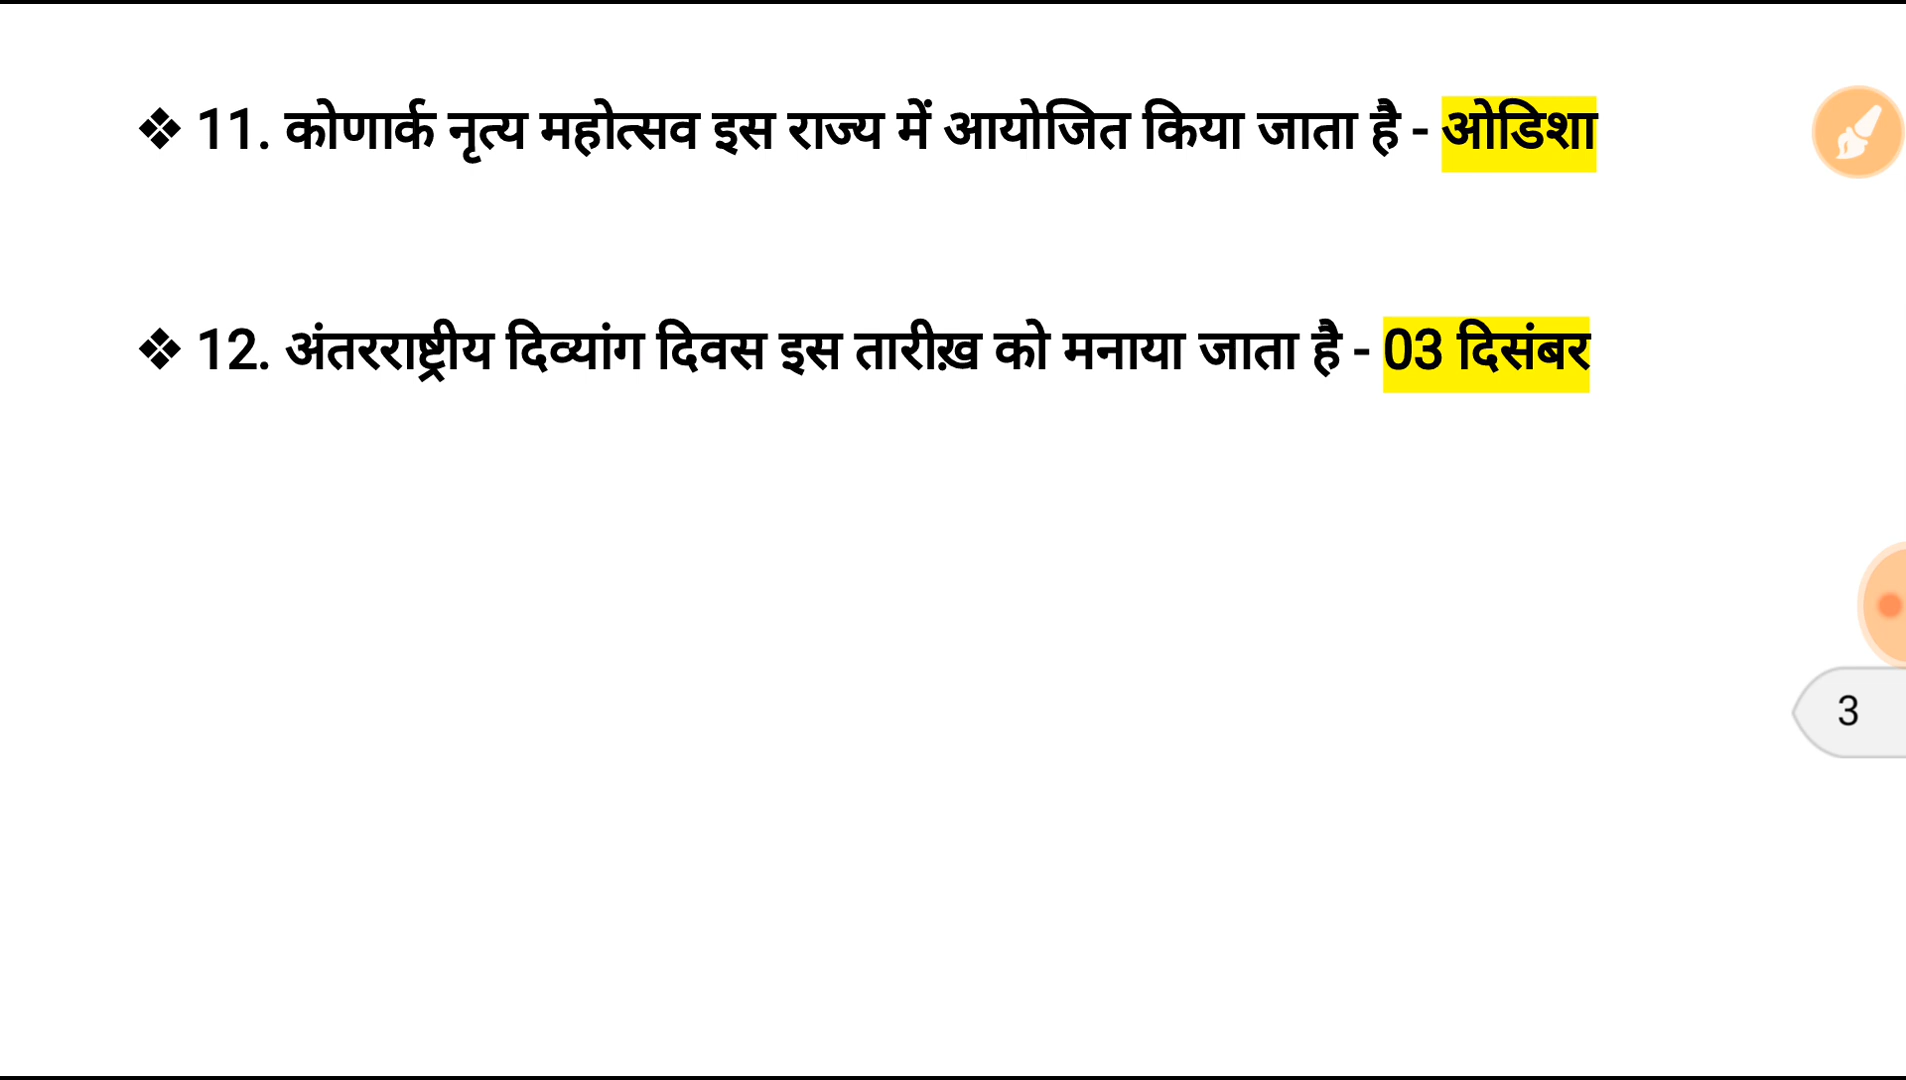 ❖ 11. कोणार्क नृत्य महोत्सव इस राज्य में आयोजित किया जाता है - ओडिशा
❖ 12. अंतरराष्ट्रीय दिव्यांग दिवस इस तारीख़ को मनाया जाता है - 03 दिसंबर
3